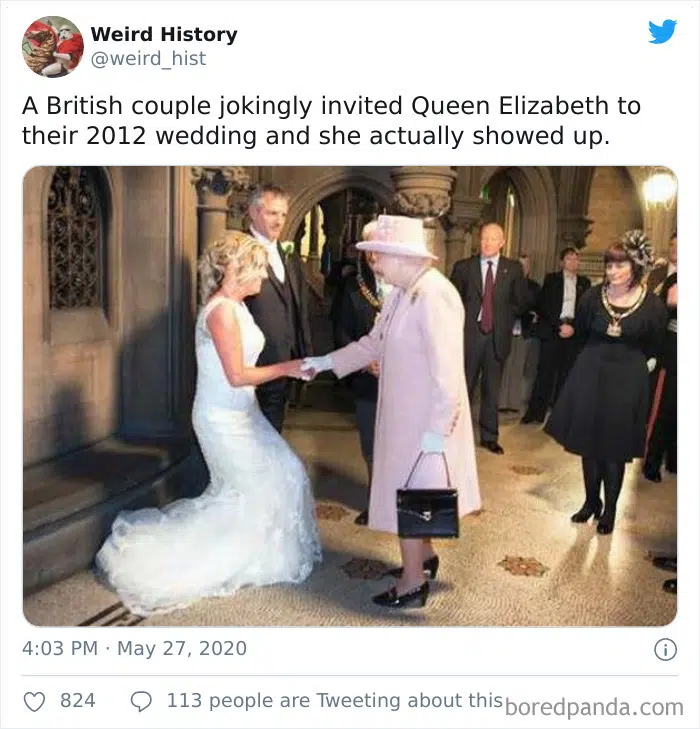 Weird History
@weird_hist
A British couple jokingly invited Queen Elizabeth to
their 2012 wedding and she actually showed up.
4:03 PM · May 27, 2020
824 113 people are Tweeting about this
boredpanda.com